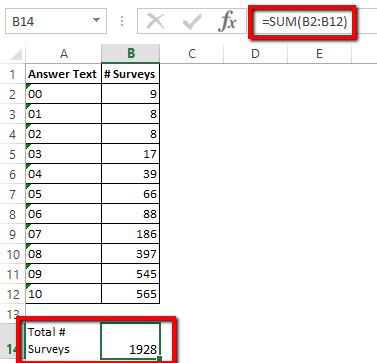 B14 fx =SUM(B2:B12)
A B C D E
1 Answer Text # Surveys
2 00 9
3 01 8
4 02 8
5 03 17
6 04 39
7 05 66
8 06 88
9 07 186
10 08 397
11 09 545
12 10 565
Total #
14 Surveys 1928